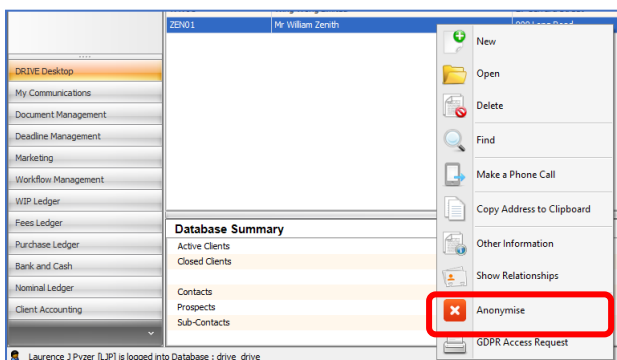 ZEN01 Mr William Zenith
DRIVE Desktop
My Communications
Document Management
Deadline Management
Marketing
Workflow Management
WIP Ledger
Fees Ledger
Purchase Ledger
Bank and Cash
Nominal Ledger
Client Accounting
New
Open
Delete
Find
Make a Phone Call
Copy Address to Clipboard
Other Information
Show Relationships
Anonymise
GDPR Access Request
Database Summary
Active Clients
Closed Clients
Contacts
Prospects
Sub-Contacts
Laurence J Pyzer [LJP] is logged into Database : drive_drive